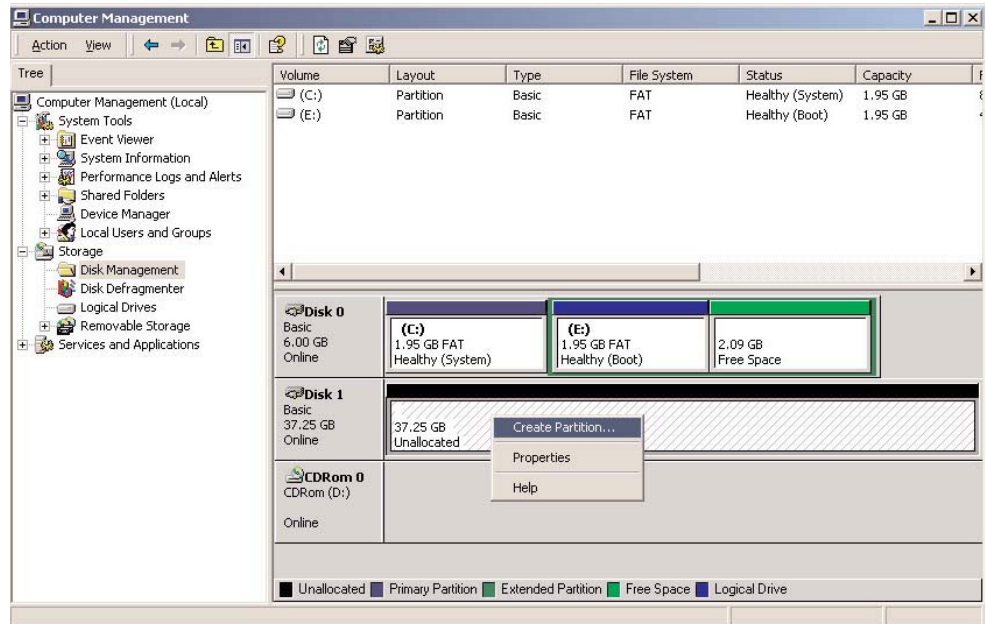 Computer Management
Action View
Tree
Volume Layout Type File System Status Capacity
(C:) Partition Basic FAT Healthy (System) 1.95 GB
(E:) Partition Basic FAT Healthy (Boot) 1.95 GB
Computer Management (Local)
System Tools
Event Viewer
System Information
Performance Logs and Alerts
Shared Folders
Device Manager
Local Users and Groups
Storage
Disk Management
Disk Defragmenter
Logical Drives
Removable Storage
Services and Applications
Disk 0
Basic
6.00 GB
Online
(C:)
1.95 GB FAT
Healthy (System)
(E:)
1.95 GB FAT
Healthy (Boot)
2.09 GB
Free Space
Disk 1
Basic
37.25 GB
Online
37.25 GB
Unallocated
Create Partition...
Properties
Help
CDRom 0
CDRom (D:)
Online
Unallocated Primary Partition Extended Partition Free Space Logical Drive